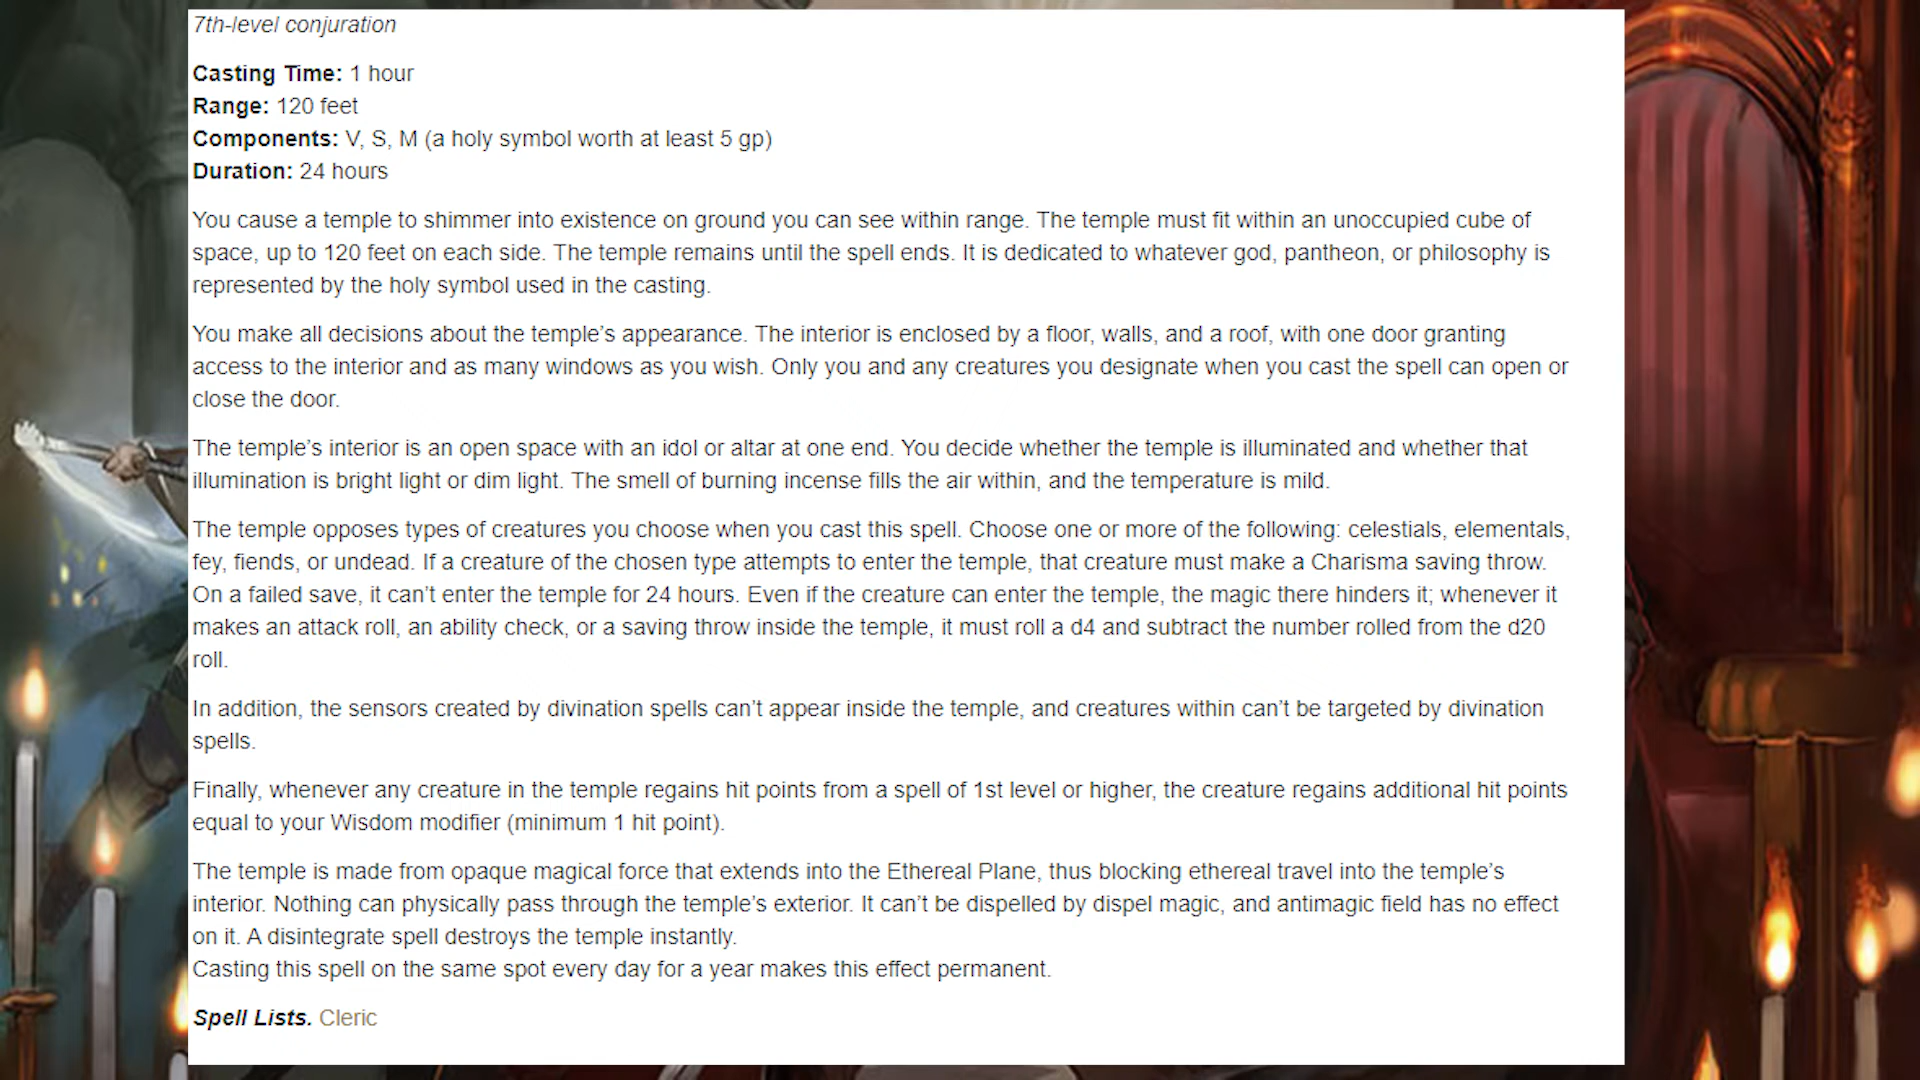 7th-level conjuration
Casting Time: 1 hour
Range: 120 feet
Components: V, S, M (a holy symbol worth at least 5 gp)
Duration: 24 hours
You cause a temple to shimmer into existence on ground you can see within range. The temple must fit within an unoccupied cube of
space, up to 120 feet on each side. The temple remains until the spell ends. It is dedicated to whatever god, pantheon, or philosophy is
represented by the holy symbol used in the casting.
You make all decisions about the temple’s appearance. The interior is enclosed by a floor, walls, and a roof, with one door granting
access to the interior and as many windows as you wish. Only you and any creatures you designate when you cast the spell can open or
close the door.
The temple’s interior is an open space with an idol or altar at one end. You decide whether the temple is illuminated and whether that
illumination is bright light or dim light. The smell of burning incense fills the air within, and the temperature is mild.
The temple opposes types of creatures you choose when you cast this spell. Choose one or more of the following: celestials, elementals,
fey, fiends, or undead. If a creature of the chosen type attempts to enter the temple, that creature must make a Charisma saving throw.
On a failed save, it can’t enter the temple for 24 hours. Even if the creature can enter the temple, the magic there hinders it; whenever it
makes an attack roll, an ability check, or a saving throw inside the temple, it must roll a d4 and subtract the number rolled from the d20
roll.
In addition, the sensors created by divination spells can’t appear inside the temple, and creatures within can’t be targeted by divination
spells.
Finally, whenever any creature in the temple regains hit points from a spell of 1st level or higher, the creature regains additional hit points
equal to your Wisdom modifier (minimum 1 hit point).
The temple is made from opaque magical force that extends into the Ethereal Plane, thus blocking ethereal travel into the temple’s
interior. Nothing can physically pass through the temple’s exterior. It can’t be dispelled by dispel magic, and antimagic field has no effect
on it. A disintegrate spell destroys the temple instantly.
Casting this spell on the same spot every day for a year makes this effect permanent.
Spell Lists. Cleric